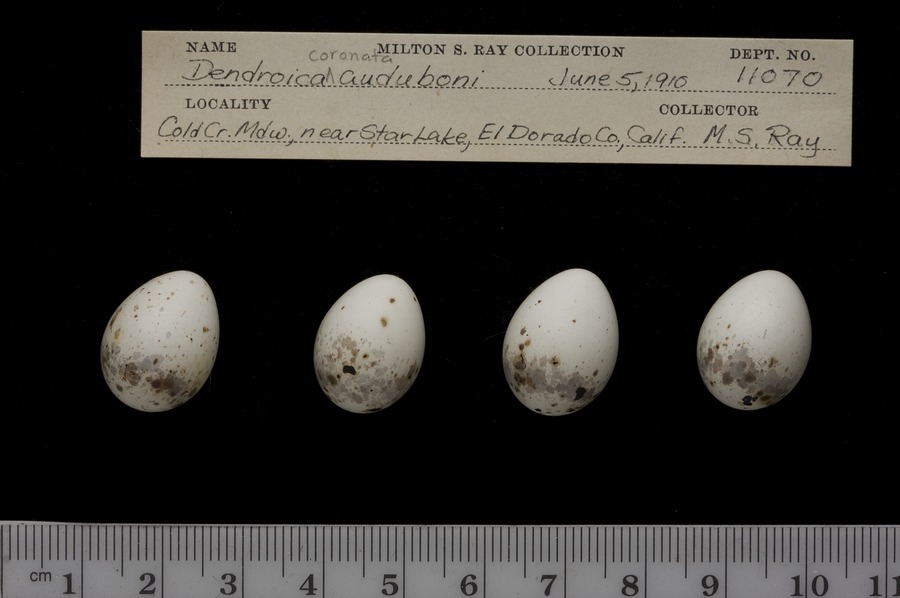 NAME MILTON S. RAY COLLECTION DEPT. NO.
coronata
Dendroica auduboni June 5, 1910 11070
LOCALITY COLLECTOR
Cold Cr. Mdw., near Star Lake, El Dorado Co., Calif. M. S. Ray
cm 1 2 3 4 5 6 7 8 9 10 11